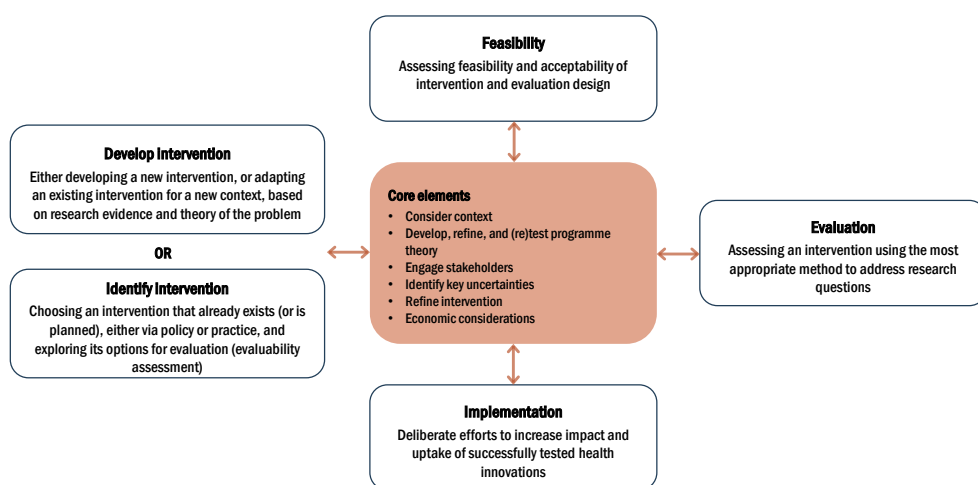 Feasibility
Assessing feasibility and acceptability of
intervention and evaluation design
Develop Intervention
Either developing a new intervention, or adapting
an existing intervention for a new context, based
on research evidence and theory of the problem
OR
Identify Intervention
Choosing an intervention that already exists (or is
planned), either via policy or practice, and
exploring its options for evaluation (evaluability
assessment)
Core elements
• Consider context
• Develop, refine, and (re)test programme
theory
• Engage stakeholders
• Identify key uncertainties
• Refine intervention
• Economic considerations
Evaluation
Assessing an intervention using the most
appropriate method to address research
questions
Implementation
Deliberate efforts to increase impact and
uptake of successfully tested health
innovations